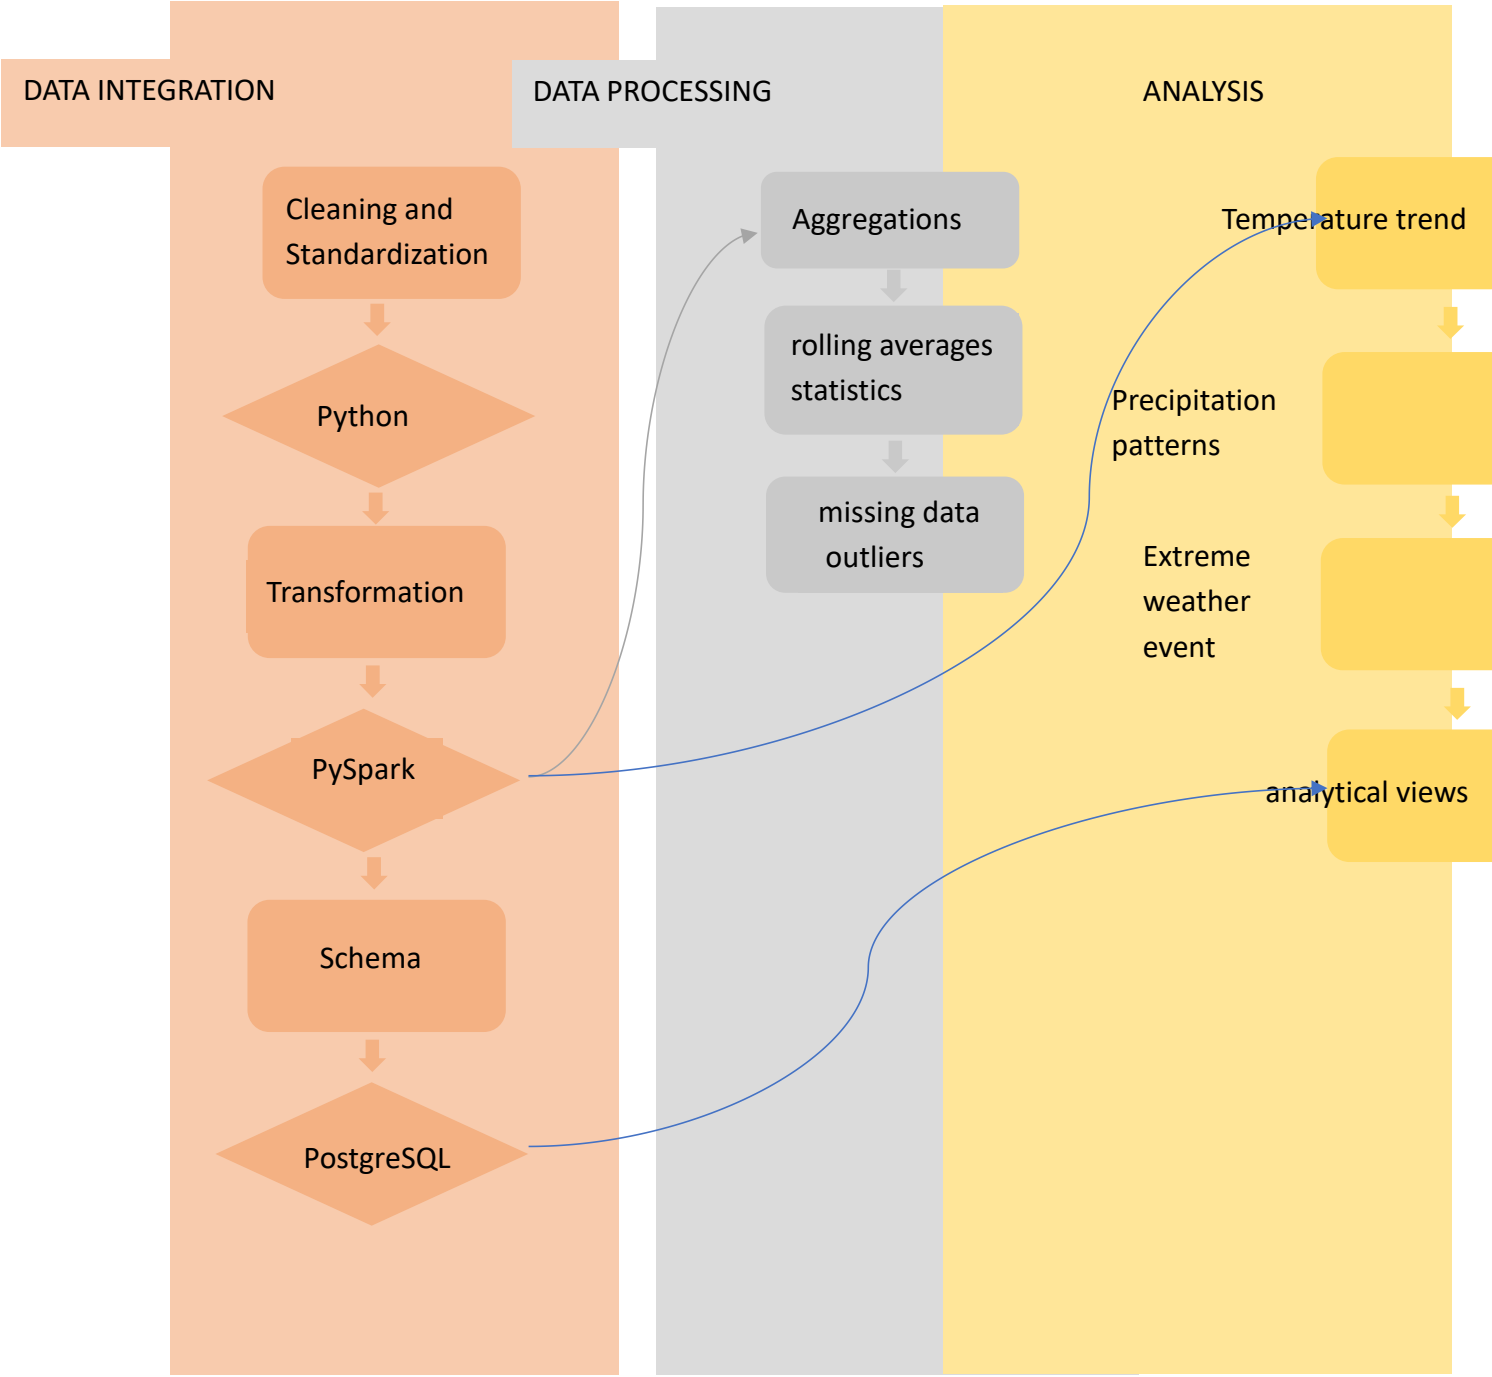 DATA INTEGRATION
Cleaning and
Standardization
Python
Transformation
PySpark
Schema
PostgreSQL
DATA PROCESSING
Aggregations
rolling averages
statistics
missing data
outliers
ANALYSIS
Temperature trend
Precipitation
patterns
Extreme
weather
event
analytical views